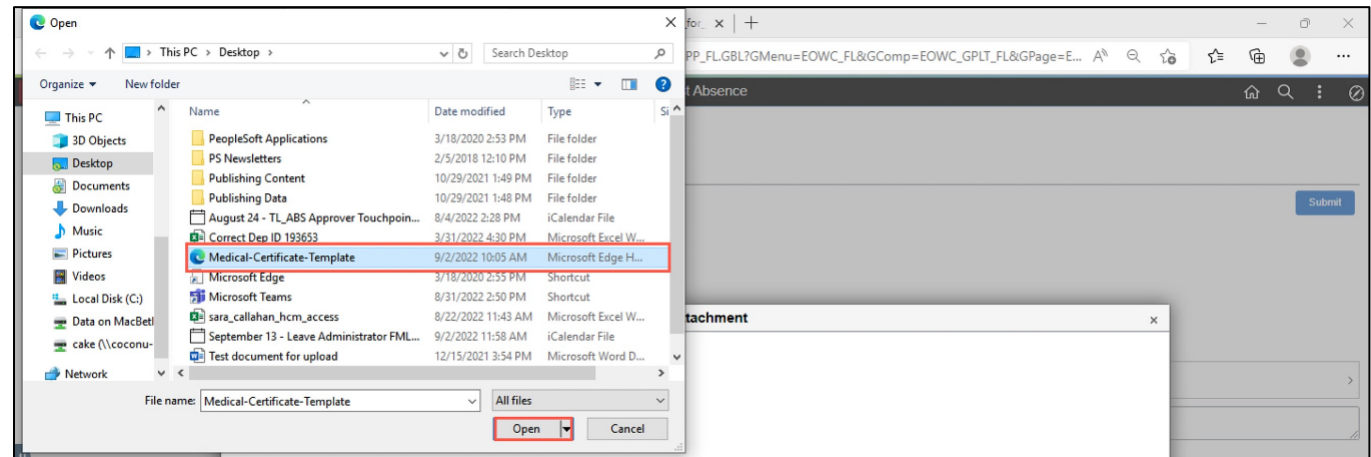 Open
for_
This PC > Desktop >
Search Desktop
PP_FL.GBL?GMenu=EOWC_FL&GComp=EOWC_GPLT_FL&GPage=E...
Organize
New folder
t Absence
Name
Date modified
Type
Si
This PC
3D Objects
Desktop
Documents
Downloads
Music
Pictures
Videos
Local Disk (C:)
Data on MacBetl
cake (\\coconu-
Network
PeopleSoft Applications 3/18/2020 2:53 PM File folder
PS Newsletters 2/5/2018 12:10 PM File folder
Publishing Content 10/29/2021 1:49 PM File folder
Publishing Data 10/29/2021 1:48 PM File folder
August 24 - TL_ABS Approver Touchpoin... 8/4/2022 2:28 PM iCalendar File
Correct Dep ID 193653 3/31/2022 4:30 PM Microsoft Excel W...
Medical-Certificate-Template 9/2/2022 10:05 AM Microsoft Edge H...
Microsoft Edge 3/18/2020 2:55 PM Shortcut
Microsoft Teams 8/31/2022 2:50 PM Shortcut
sara_callahan_hcm_access 8/22/2022 11:43 AM Microsoft Excel W...
September 13 - Leave Administrator FML... 9/2/2022 11:58 AM iCalendar File
Test document for upload 12/15/2021 3:54 PM Microsoft Word D...
Submit
tachment
File name: Medical-Certificate-Template
All files
Open
Cancel